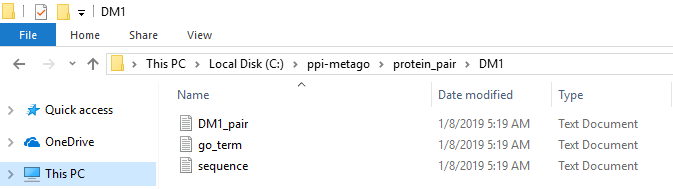 DM1
File Home Share View
This PC Local Disk (C:) ppi-metago protein_pair DM1
Name Date modified Type
Quick access
DM1_pair 1/8/2019 5:19 AM Text Document
OneDrive
go_term 1/8/2019 5:19 AM Text Document
This PC
sequence 1/8/2019 5:19 AM Text Document